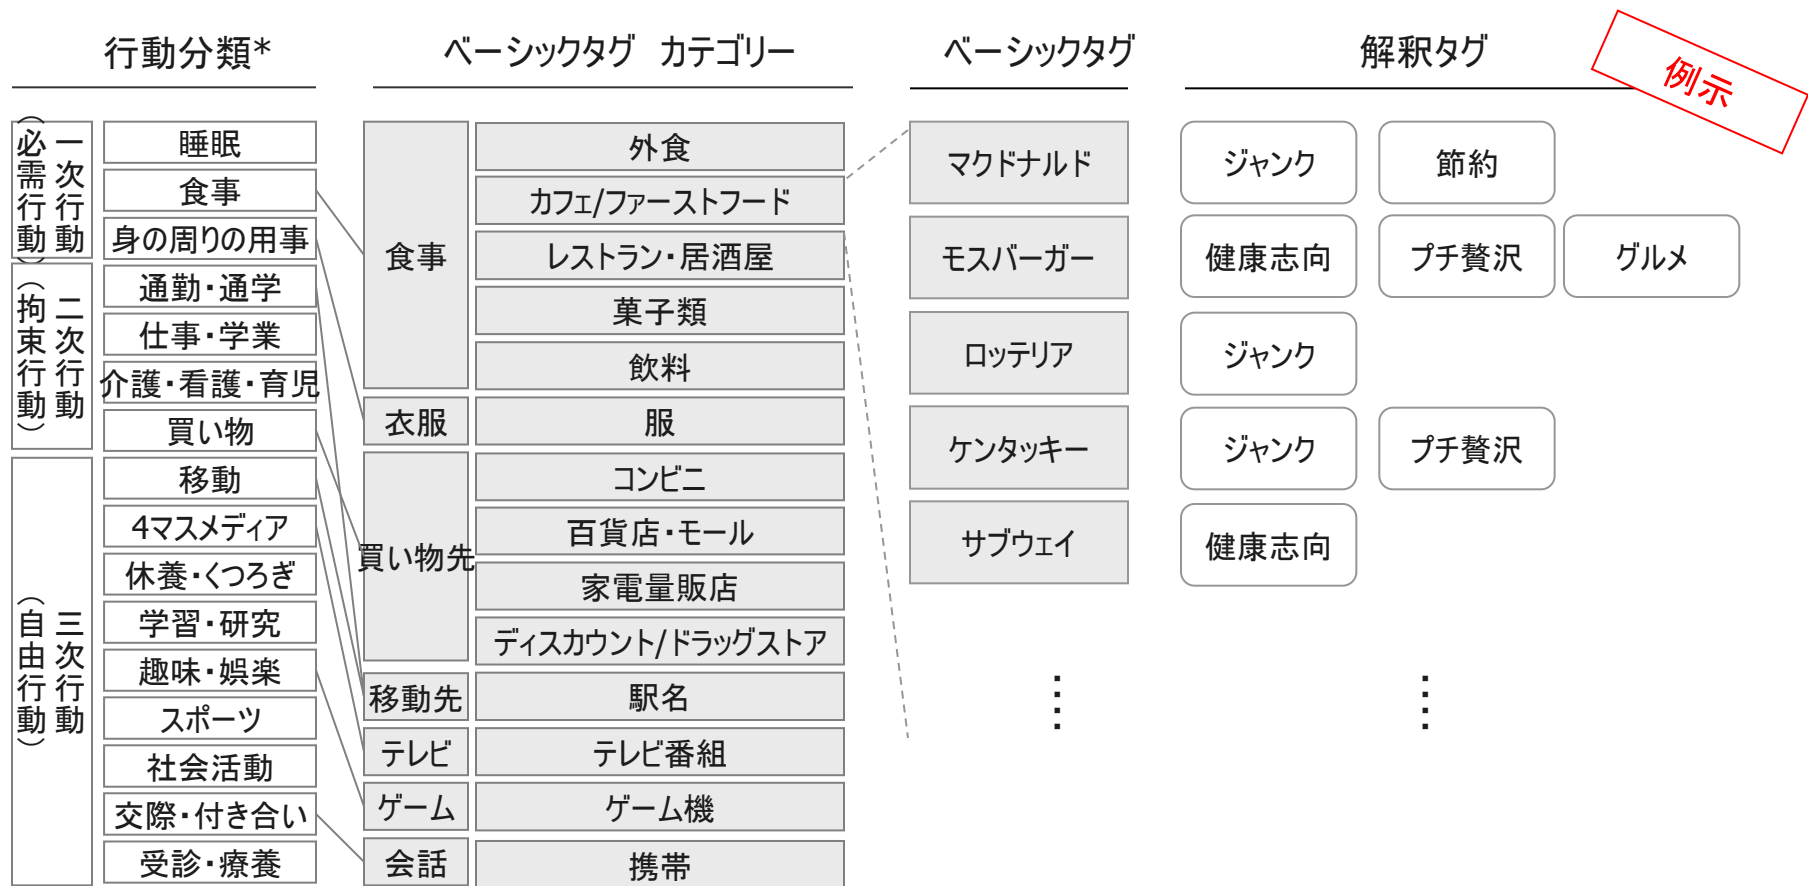 行動分類*
ベーシックタグ カテゴリー
ベーシックタグ
解釈タグ
例示
一次行動
(必需行動)
二次行動
(拘束行動)
三次行動
(自由行動)
睡眠
食事
身の周りの用事
通勤・通学
仕事・学業
介護・看護・育児
買い物
移動
4マスメディア
休養・くつろぎ
学習・研究
趣味・娯楽
スポーツ
社会活動
交際・付き合い
受診・療養
食事
外食
カフェ/ファーストフード
レストラン・居酒屋
菓子類
飲料
衣服
服
買い物先
コンビニ
百貨店・モール
家電量販店
ディスカウント/ドラッグストア
移動先
駅名
テレビ
テレビ番組
ゲーム
ゲーム機
会話
携帯
マクドナルド
ジャンク
節約
モスバーガー
健康志向
プチ贅沢
グルメ
ロッテリア
ジャンク
ケンタッキー
ジャンク
プチ贅沢
サブウェイ
健康志向